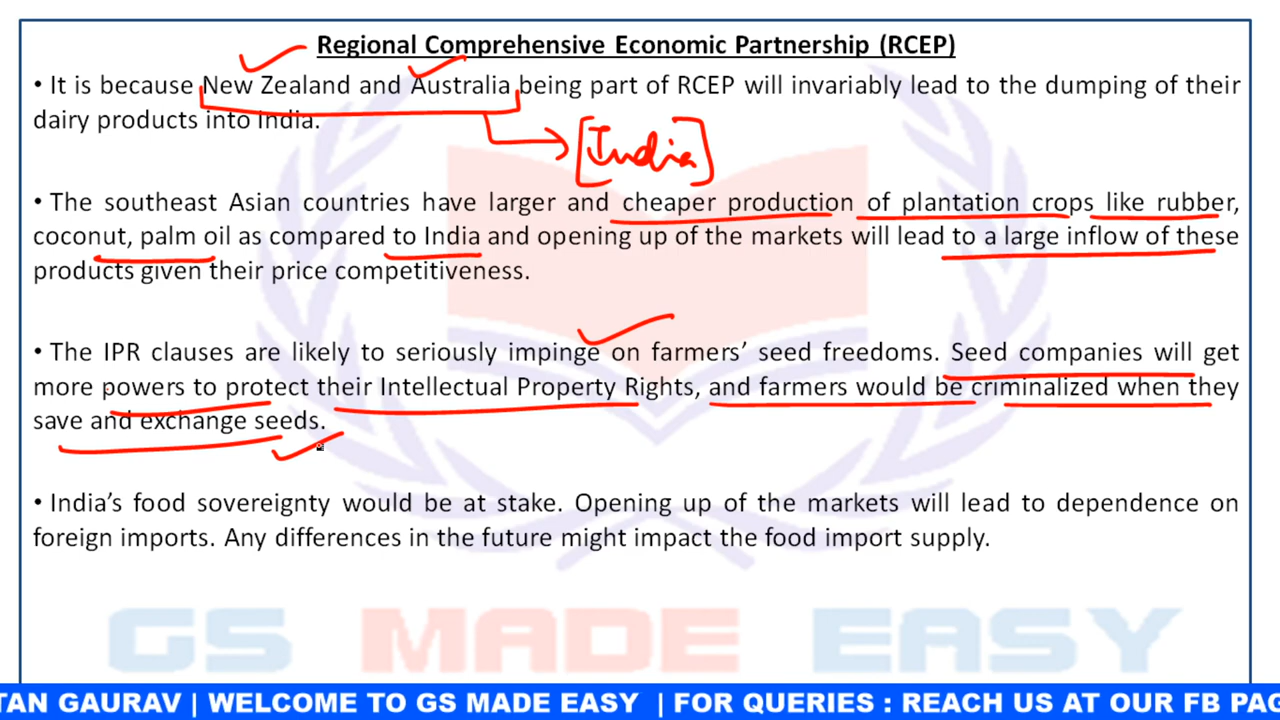 Regional Comprehensive Economic Partnership (RCEP)
• It is because New Zealand and Australia being part of RCEP will invariably lead to the dumping of their
dairy products into India.
[India]
• The southeast Asian countries have larger and cheaper production of plantation crops like rubber,
coconut, palm oil as compared to India and opening up of the markets will lead to a large inflow of these
products given their price competitiveness.
• The IPR clauses are likely to seriously impinge on farmers’ seed freedoms. Seed companies will get
more powers to protect their Intellectual Property Rights, and farmers would be criminalized when they
save and exchange seeds.
• India’s food sovereignty would be at stake. Opening up of the markets will lead to dependence on
foreign imports. Any differences in the future might impact the food import supply.
GS MADE EASY
TAN GAURAV | WELCOME TO GS MADE EASY | FOR QUERIES : REACH US AT OUR FB PAG